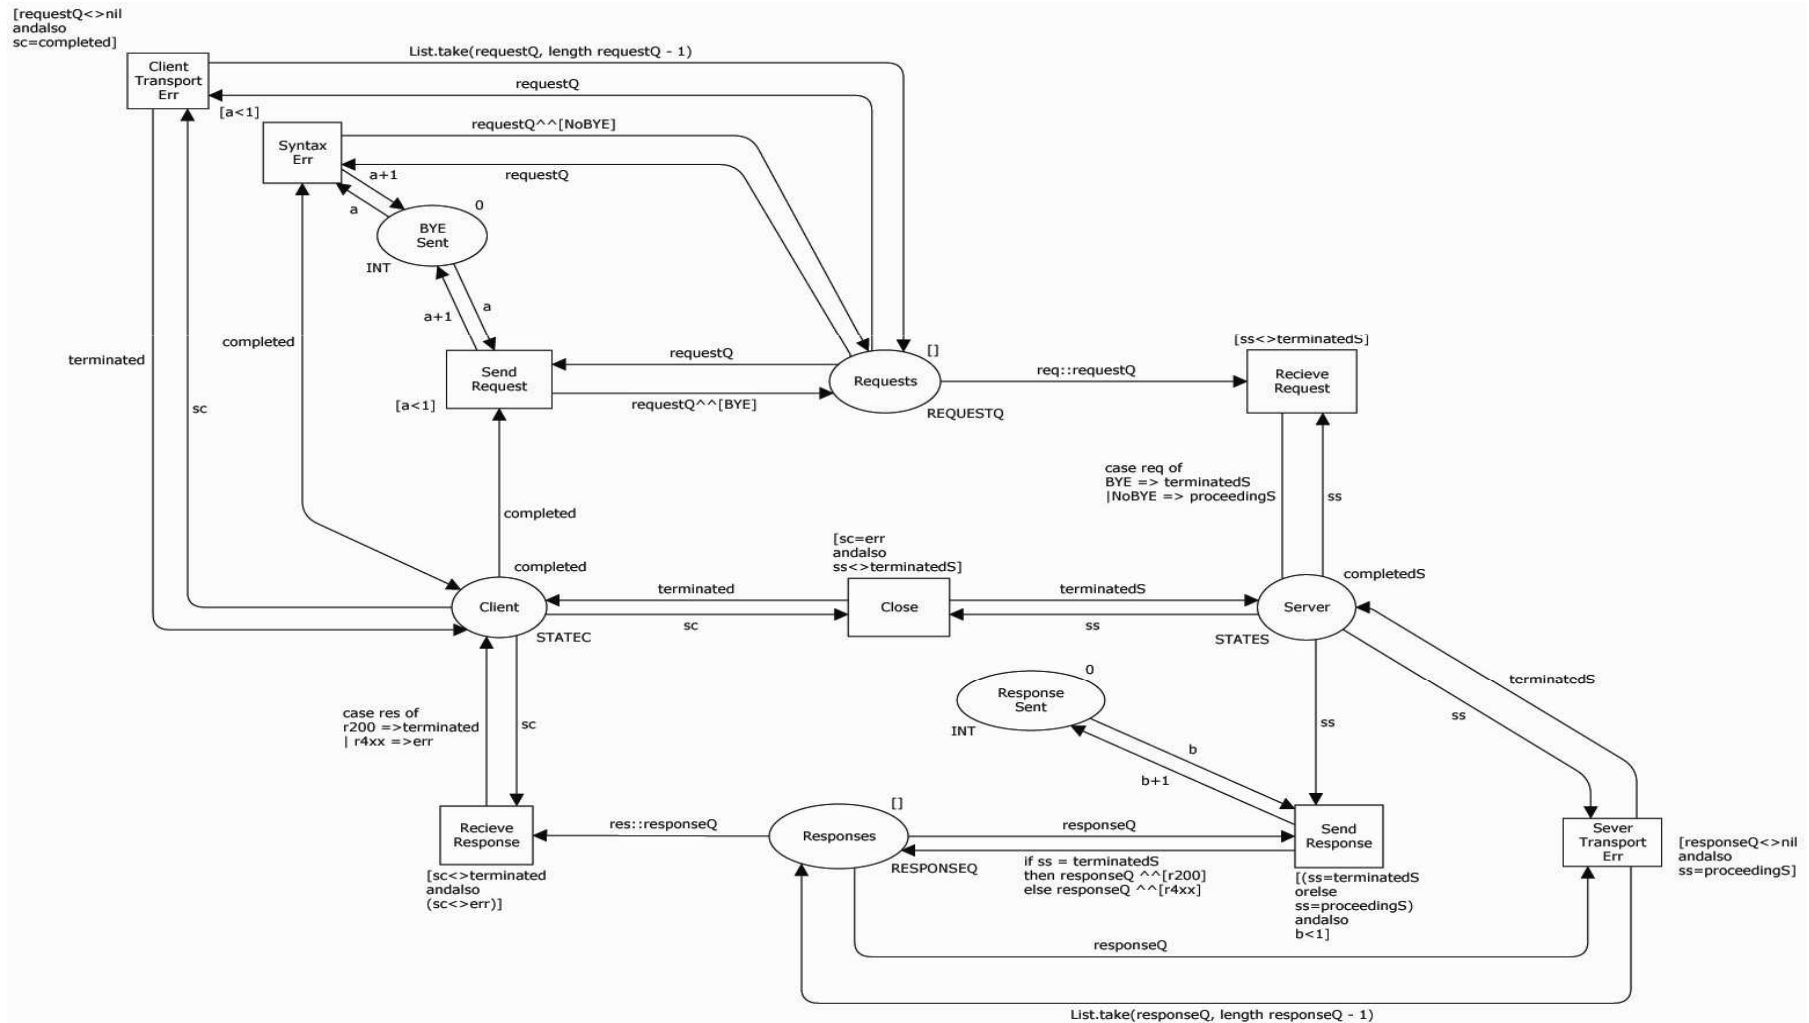 [requestQ<>nil
andalso
sc=completed]
Client
Transport
Err
List.take(requestQ, length requestQ - 1)
requestQ
[a<1]
Syntax
Err
requestQ^^[NoBYE]
requestQ
a+1
a
0
BYE
Sent
INT
a
a+1
completed
terminated
sc
Send
Request
[a<1]
requestQ
requestQ^^[BYE]
[]
Requests
REQUESTQ
req::requestQ
[ss<>terminatedS]
Recieve
Request
case req of
BYE => terminatedS
|NoBYE => proceedingS
ss
completed
completed
Client
STATEC
[sc=err
andalso
ss<>terminatedS]
terminated
sc
Close
terminatedS
ss
completedS
Server
STATES
case res of
r200 =>terminated
| r4xx =>err
sc
0
Response
Sent
INT
b
b+1
ss
ss
terminatedS
Recieve
Response
[sc<>terminated
andalso
(sc<>err)]
res::responseQ
[]
Responses
RESPONSEQ
responseQ
if ss = terminatedS
then responseQ ^^[r200]
else responseQ ^^[r4xx]
Send
Response
[(ss=terminatedS
orelse
ss=proceedingS)
andalso
b<1]
Sever
Transport
Err
[responseQ<>nil
andalso
ss=proceedingS]
responseQ
List.take(responseQ, length responseQ - 1)